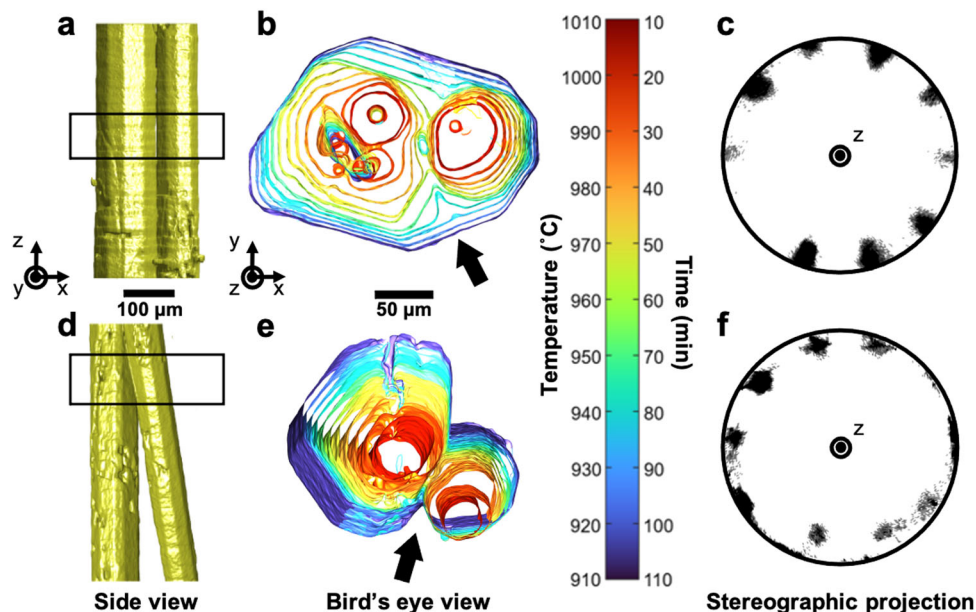 a
b
c
z
y
x
y
z
x
100 µm
50 µm
Temperature (°C)
1010
1000
990
980
970
960
950
940
930
920
910
Time (min)
10
20
30
40
50
60
70
80
90
100
110
z
d
e
f
z
Side view
Bird's eye view
Stereographic projection